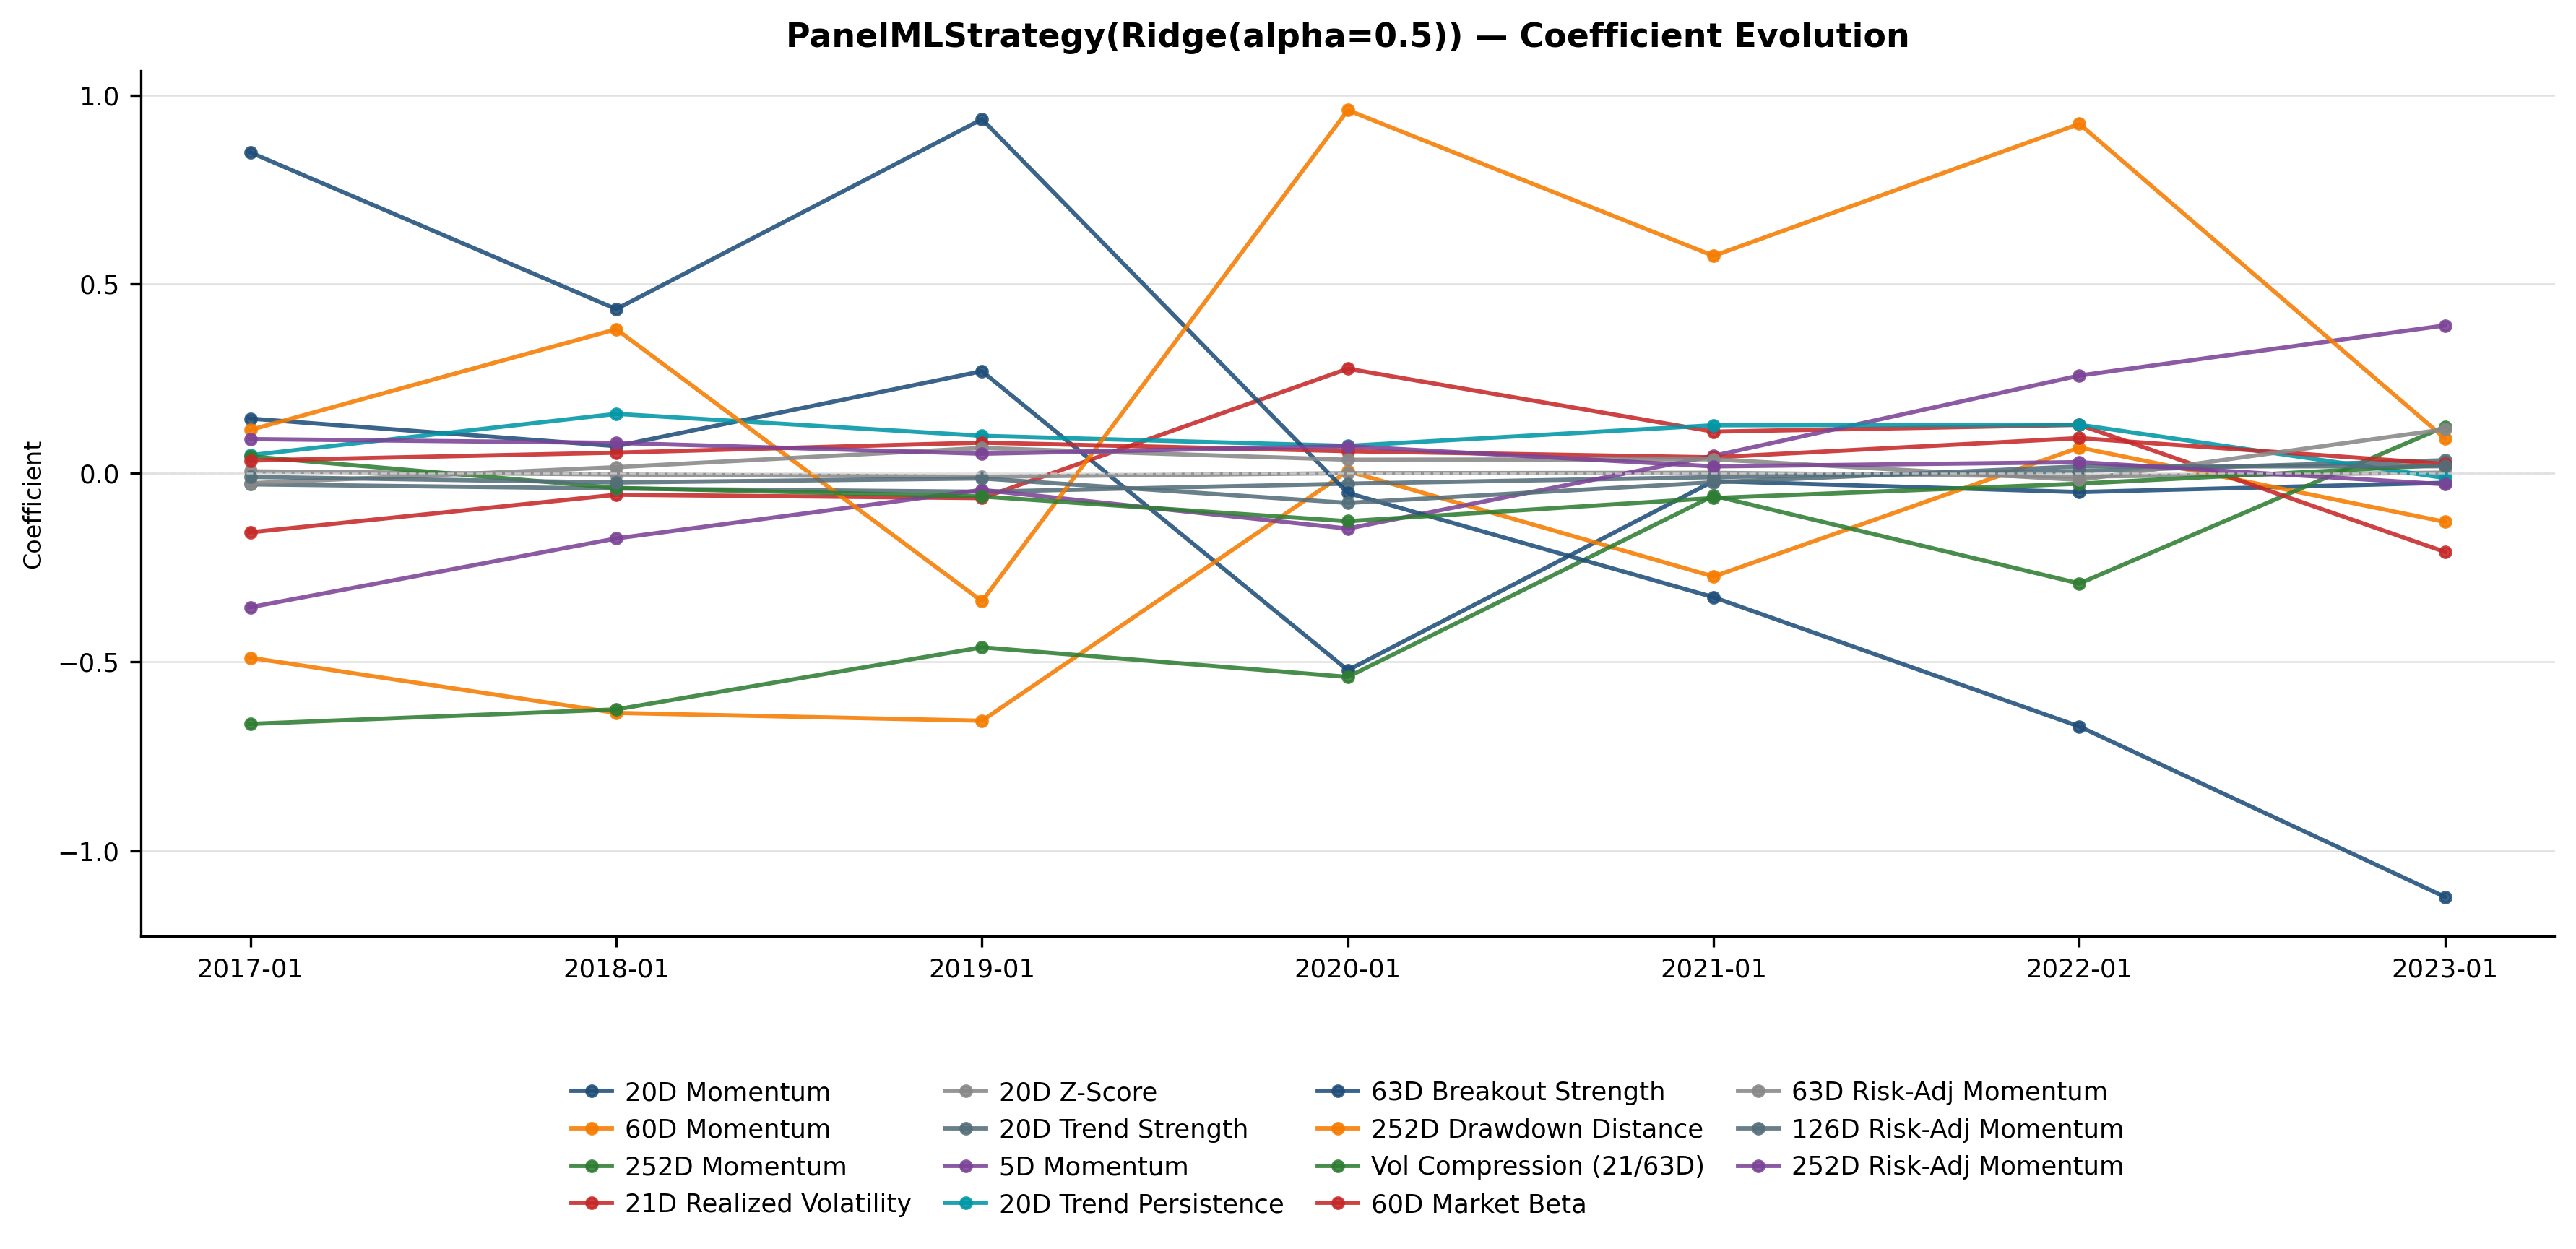 PanelMLStrategy(Ridge(alpha=0.5)) — Coefficient Evolution
Coefficient
1.0
0.5
0.0
−0.5
−1.0
2017-01 2018-01 2019-01 2020-01 2021-01 2022-01 2023-01
20D Momentum 20D Z-Score 63D Breakout Strength 63D Risk-Adj Momentum
60D Momentum 20D Trend Strength 252D Drawdown Distance 126D Risk-Adj Momentum
252D Momentum 5D Momentum Vol Compression (21/63D) 252D Risk-Adj Momentum
21D Realized Volatility 20D Trend Persistence 60D Market Beta